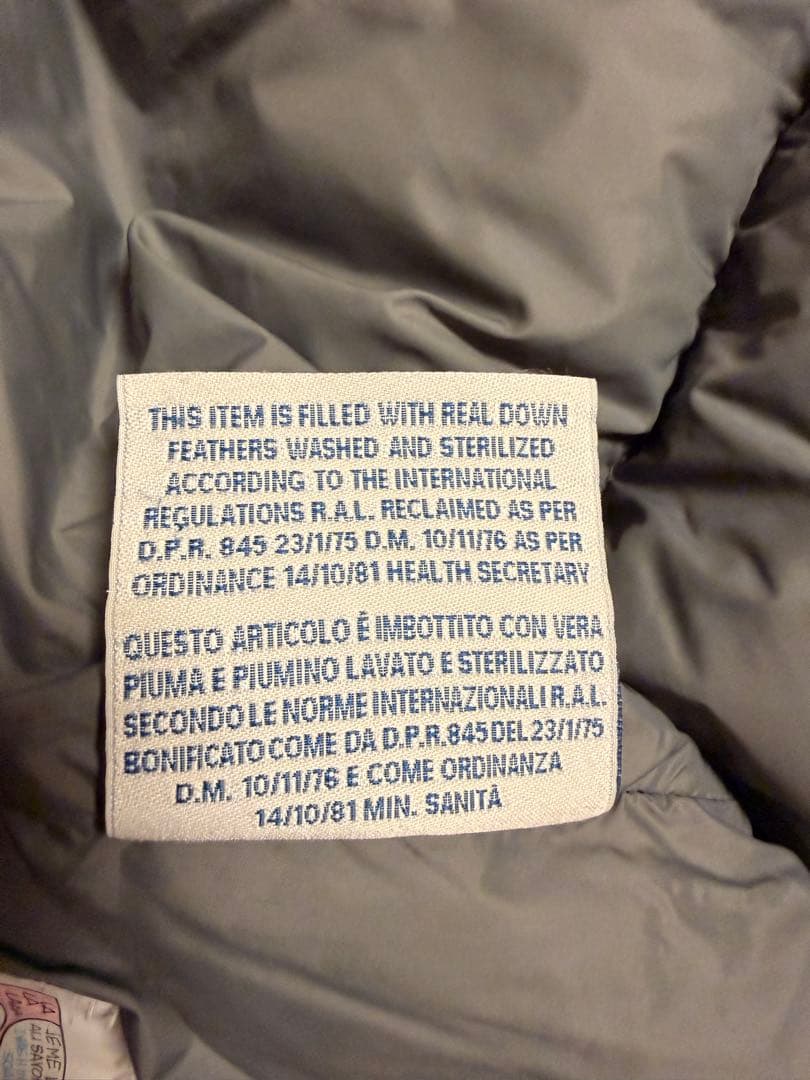 THIS ITEM IS FILLED WITH REAL DOWN
FEATHERS WASHED AND STERILIZED
ACCORDING TO THE INTERNATIONAL
REGULATIONS R.A.L. RECLAIMED AS PER
D.P.R. 845 23/1/75 D.M. 10/11/76 AS PER
ORDINANCE 14/10/81 HEALTH SECRETARY
QUESTO ARTICOLO È IMBOTTITO CON VERA
PIUMA E PIUMINO LAVATO E STERILIZZATO
SECONDO LE NORME INTERNAZIONALI R.A.L.
BONIFICATO COME DA D.P.R.845 DEL 23/1/75
D.M. 10/11/76 E COME ORDINANZA
14/10/81 MIN. SANITÀ
JE ME
AU